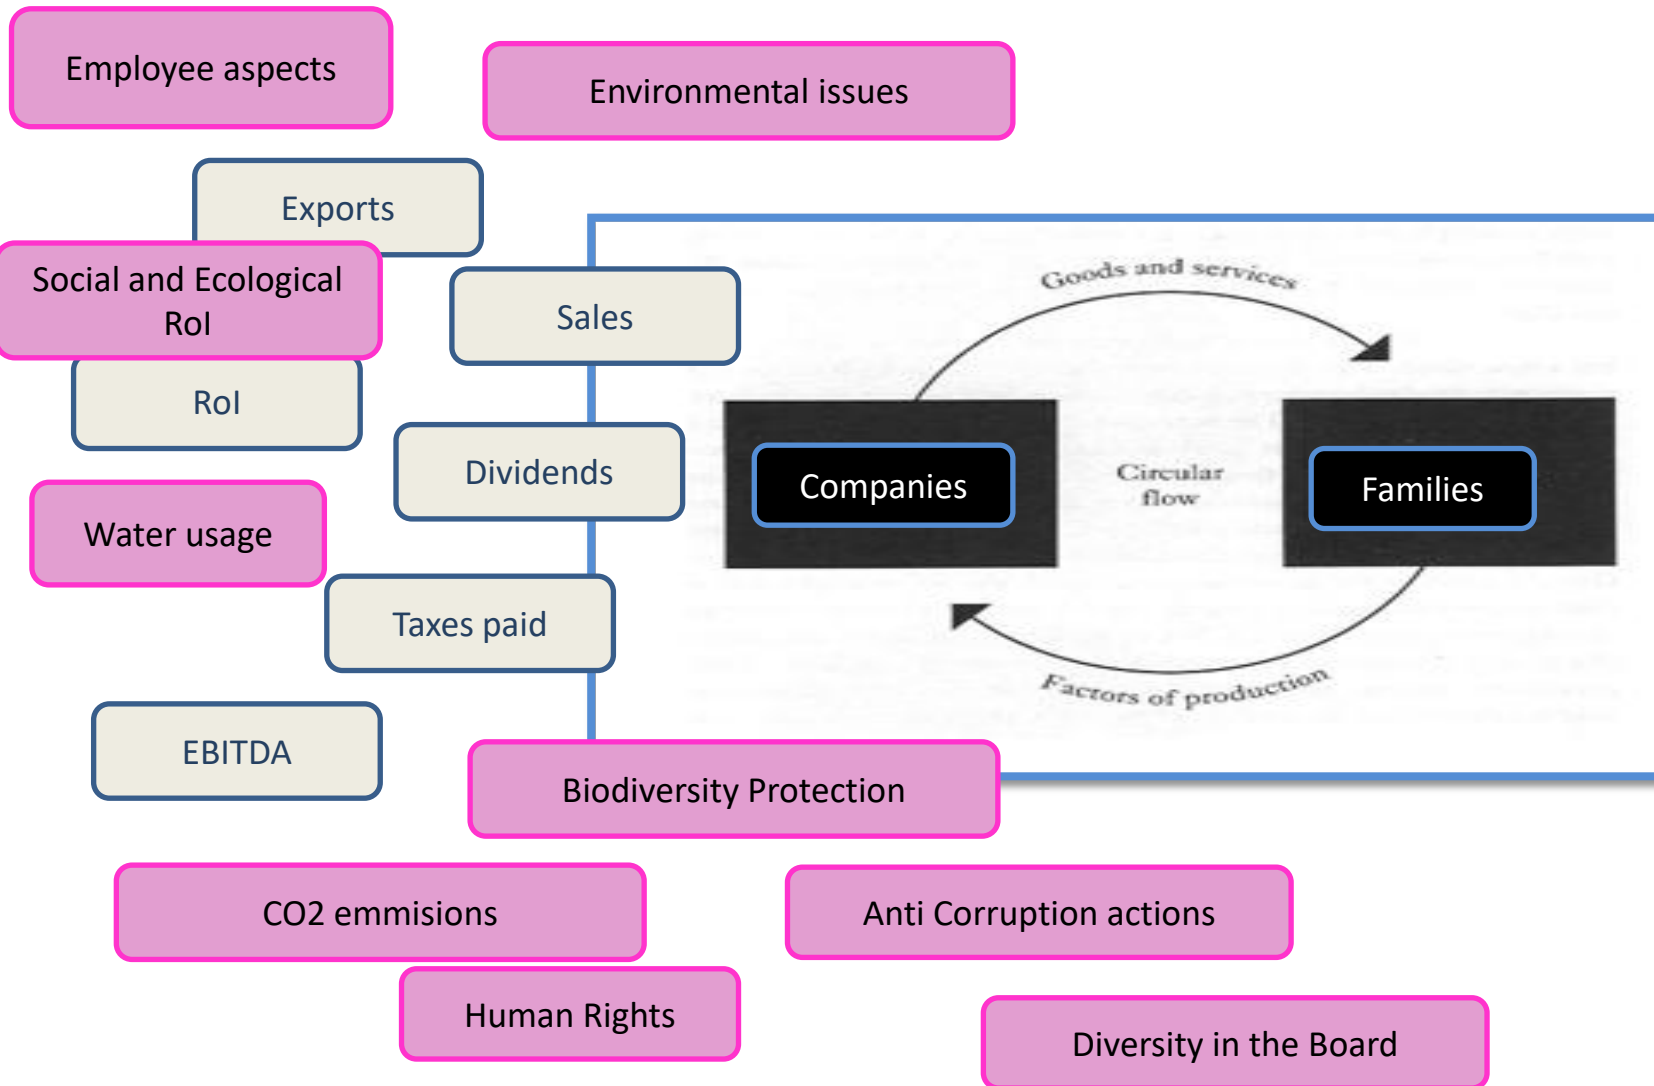 Employee aspects
Environmental issues
Exports
Social and Ecological
RoI
Sales
RoI
Dividends
Water usage
Taxes paid
EBITDA
Goods and services
Companies
Circular
flow
Families
Factors of production
Biodiversity Protection
CO2 emmisions
Anti Corruption actions
Human Rights
Diversity in the Board